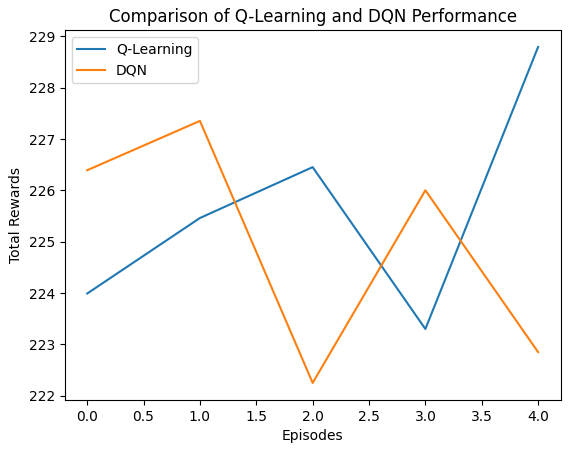 Comparison of Q-Learning and DQN Performance
229
228
227
226
225
224
223
222
Total Rewards
Q-Learning
DQN
0.0 0.5 1.0 1.5 2.0 2.5 3.0 3.5 4.0
Episodes